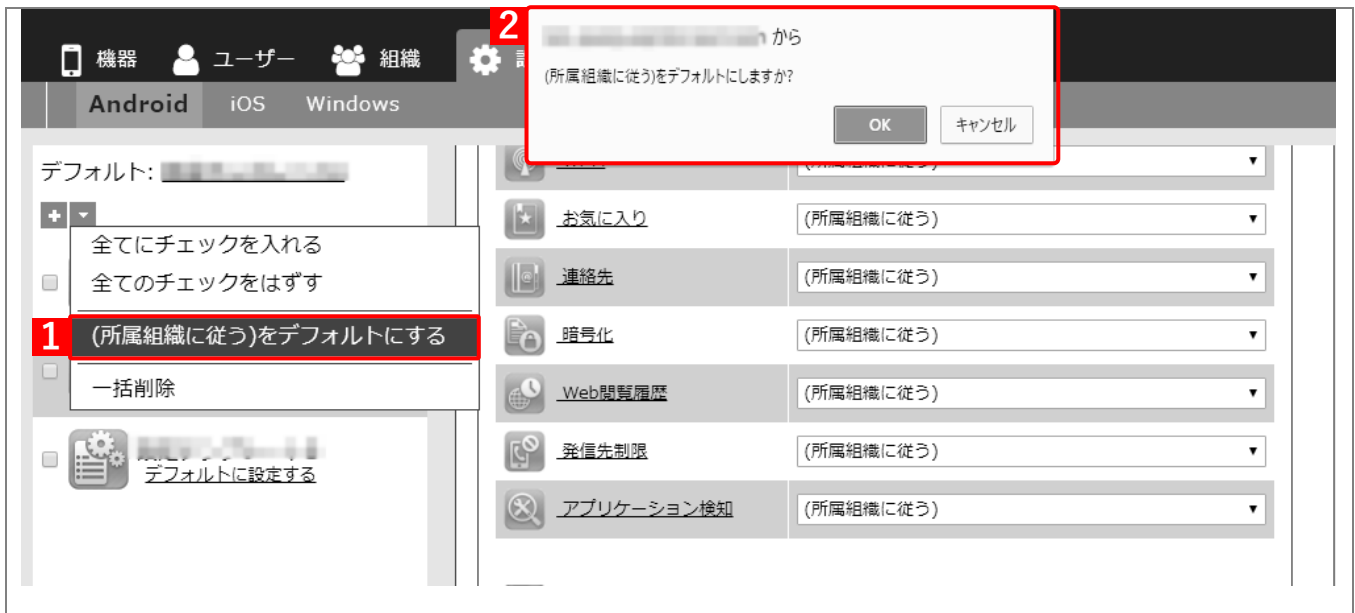 2
から
(所属組織に従う)をデフォルトにしますか?
OK キャンセル
機器 ユーザー 組織
Android iOS Windows
デフォルト:
全てにチェックを入れる
全てのチェックをはずす
1
(所属組織に従う)をデフォルトにする
一括削除
デフォルトに設定する
お気に入り (所属組織に従う)
連絡先 (所属組織に従う)
暗号化 (所属組織に従う)
Web閲覧履歴 (所属組織に従う)
発信先制限 (所属組織に従う)
アプリケーション検知 (所属組織に従う)